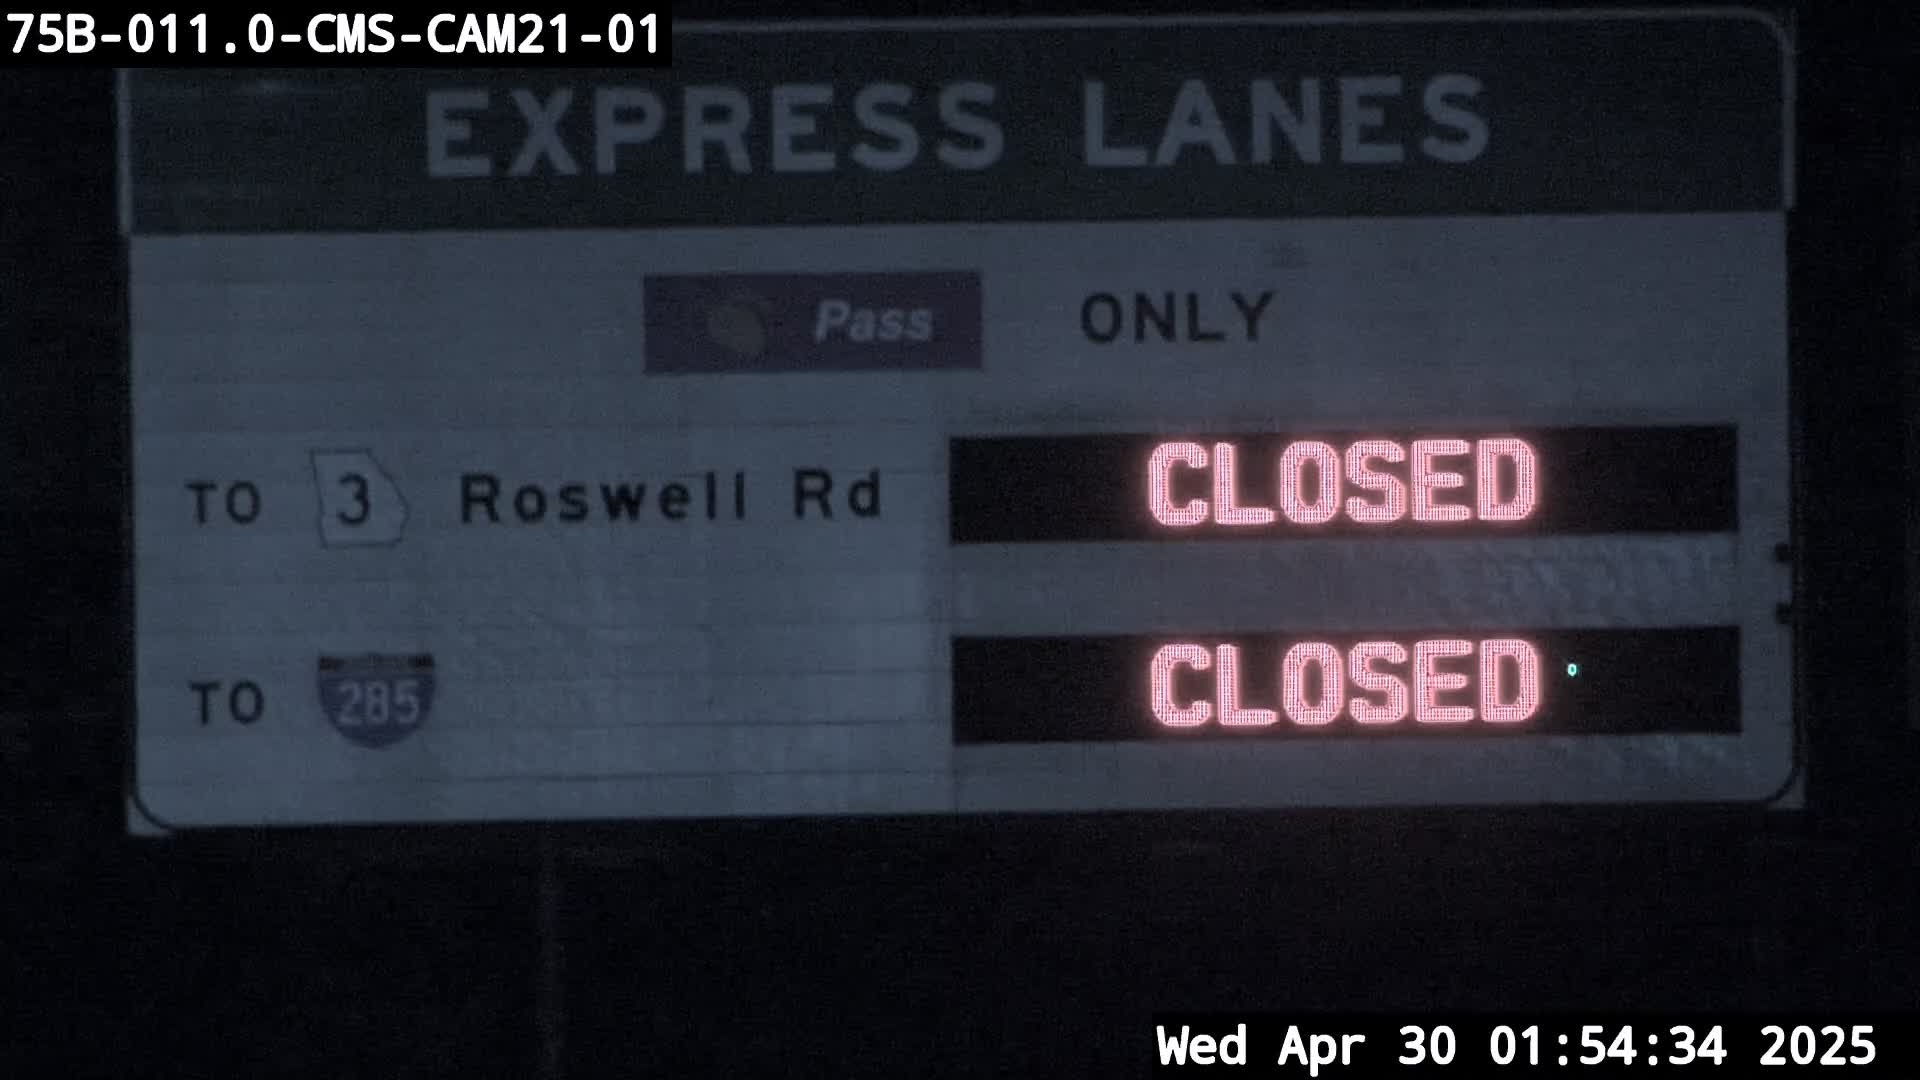 75B-011.0-CMS-CAM21-01
EXPRESS LANES
Pass ONLY
TO 3 Roswell Rd CLOSED
TO 285 CLOSED
Wed Apr 30 01:54:34 2025